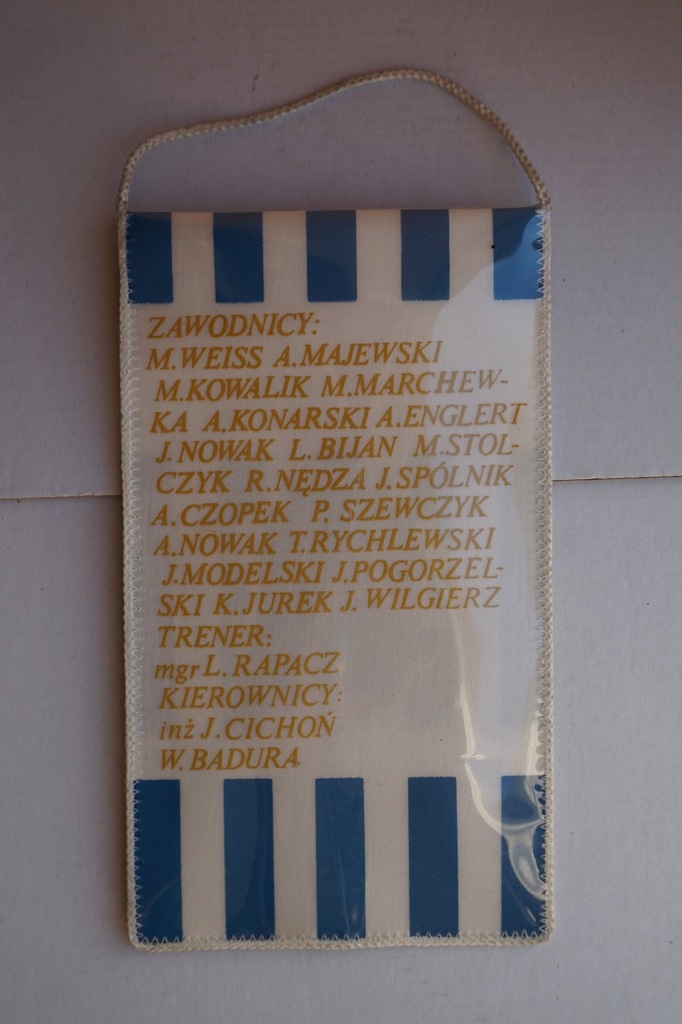 ZAWODNICY:
M.WEISS A.MAJEWSKI
M.KOWALIK M.MARCHEW-
KA A.KONARSKI A.ENGLERT
J.NOWAK L.BIJAN M.STOL-
CZYK R.NĘDZA J.SPÓLNIK
A.CZOPEK P. SZEWCZYK
A.NOWAK T.RYCHLEWSKI
J.MODELSKI J.POGORZEL-
SKI K.JUREK J. WILGIERZ
TRENER:
mgr L. RAPACZ
KIEROWNICY:
inż J.CICHOŃ
W. BADURA